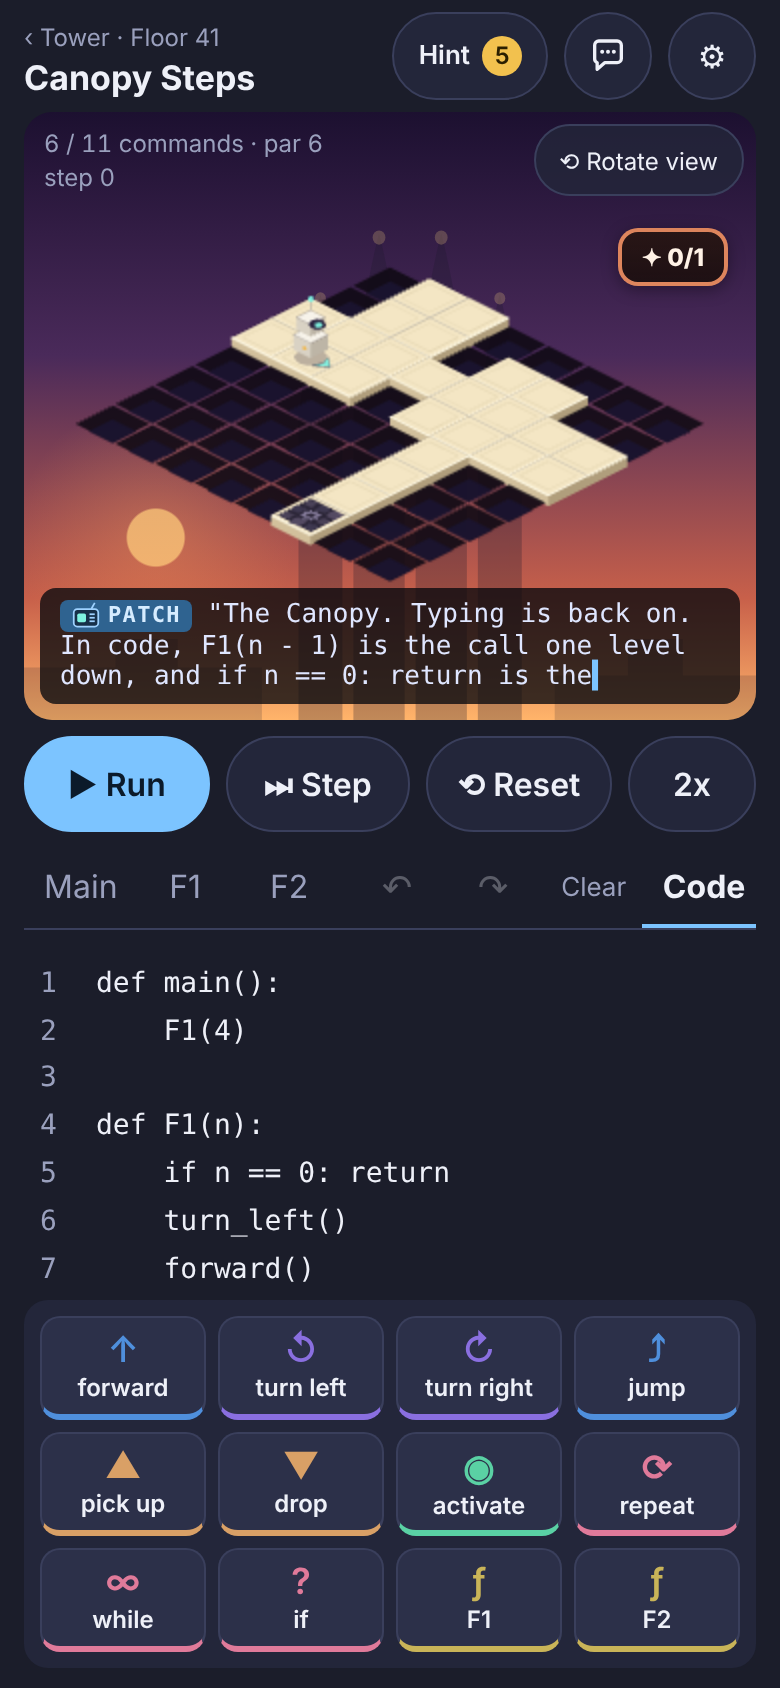 ‹ Tower · Floor 41
Canopy Steps
Hint 5
6 / 11 commands · par 6
step 0
⟲ Rotate view
✦ 0/1
PATCH "The Canopy. Typing is back on.
In code, F1(n - 1) is the call one level
down, and if n == 0: return is the
▶ Run
⏭ Step
⟲ Reset
2x
Main
F1
F2
↶
↷
Clear
Code
1 def main():
2     F1(4)
3
4 def F1(n):
5     if n == 0: return
6     turn_left()
7     forward()
forward
turn left
turn right
jump
pick up
drop
activate
repeat
while
if
F1
F2